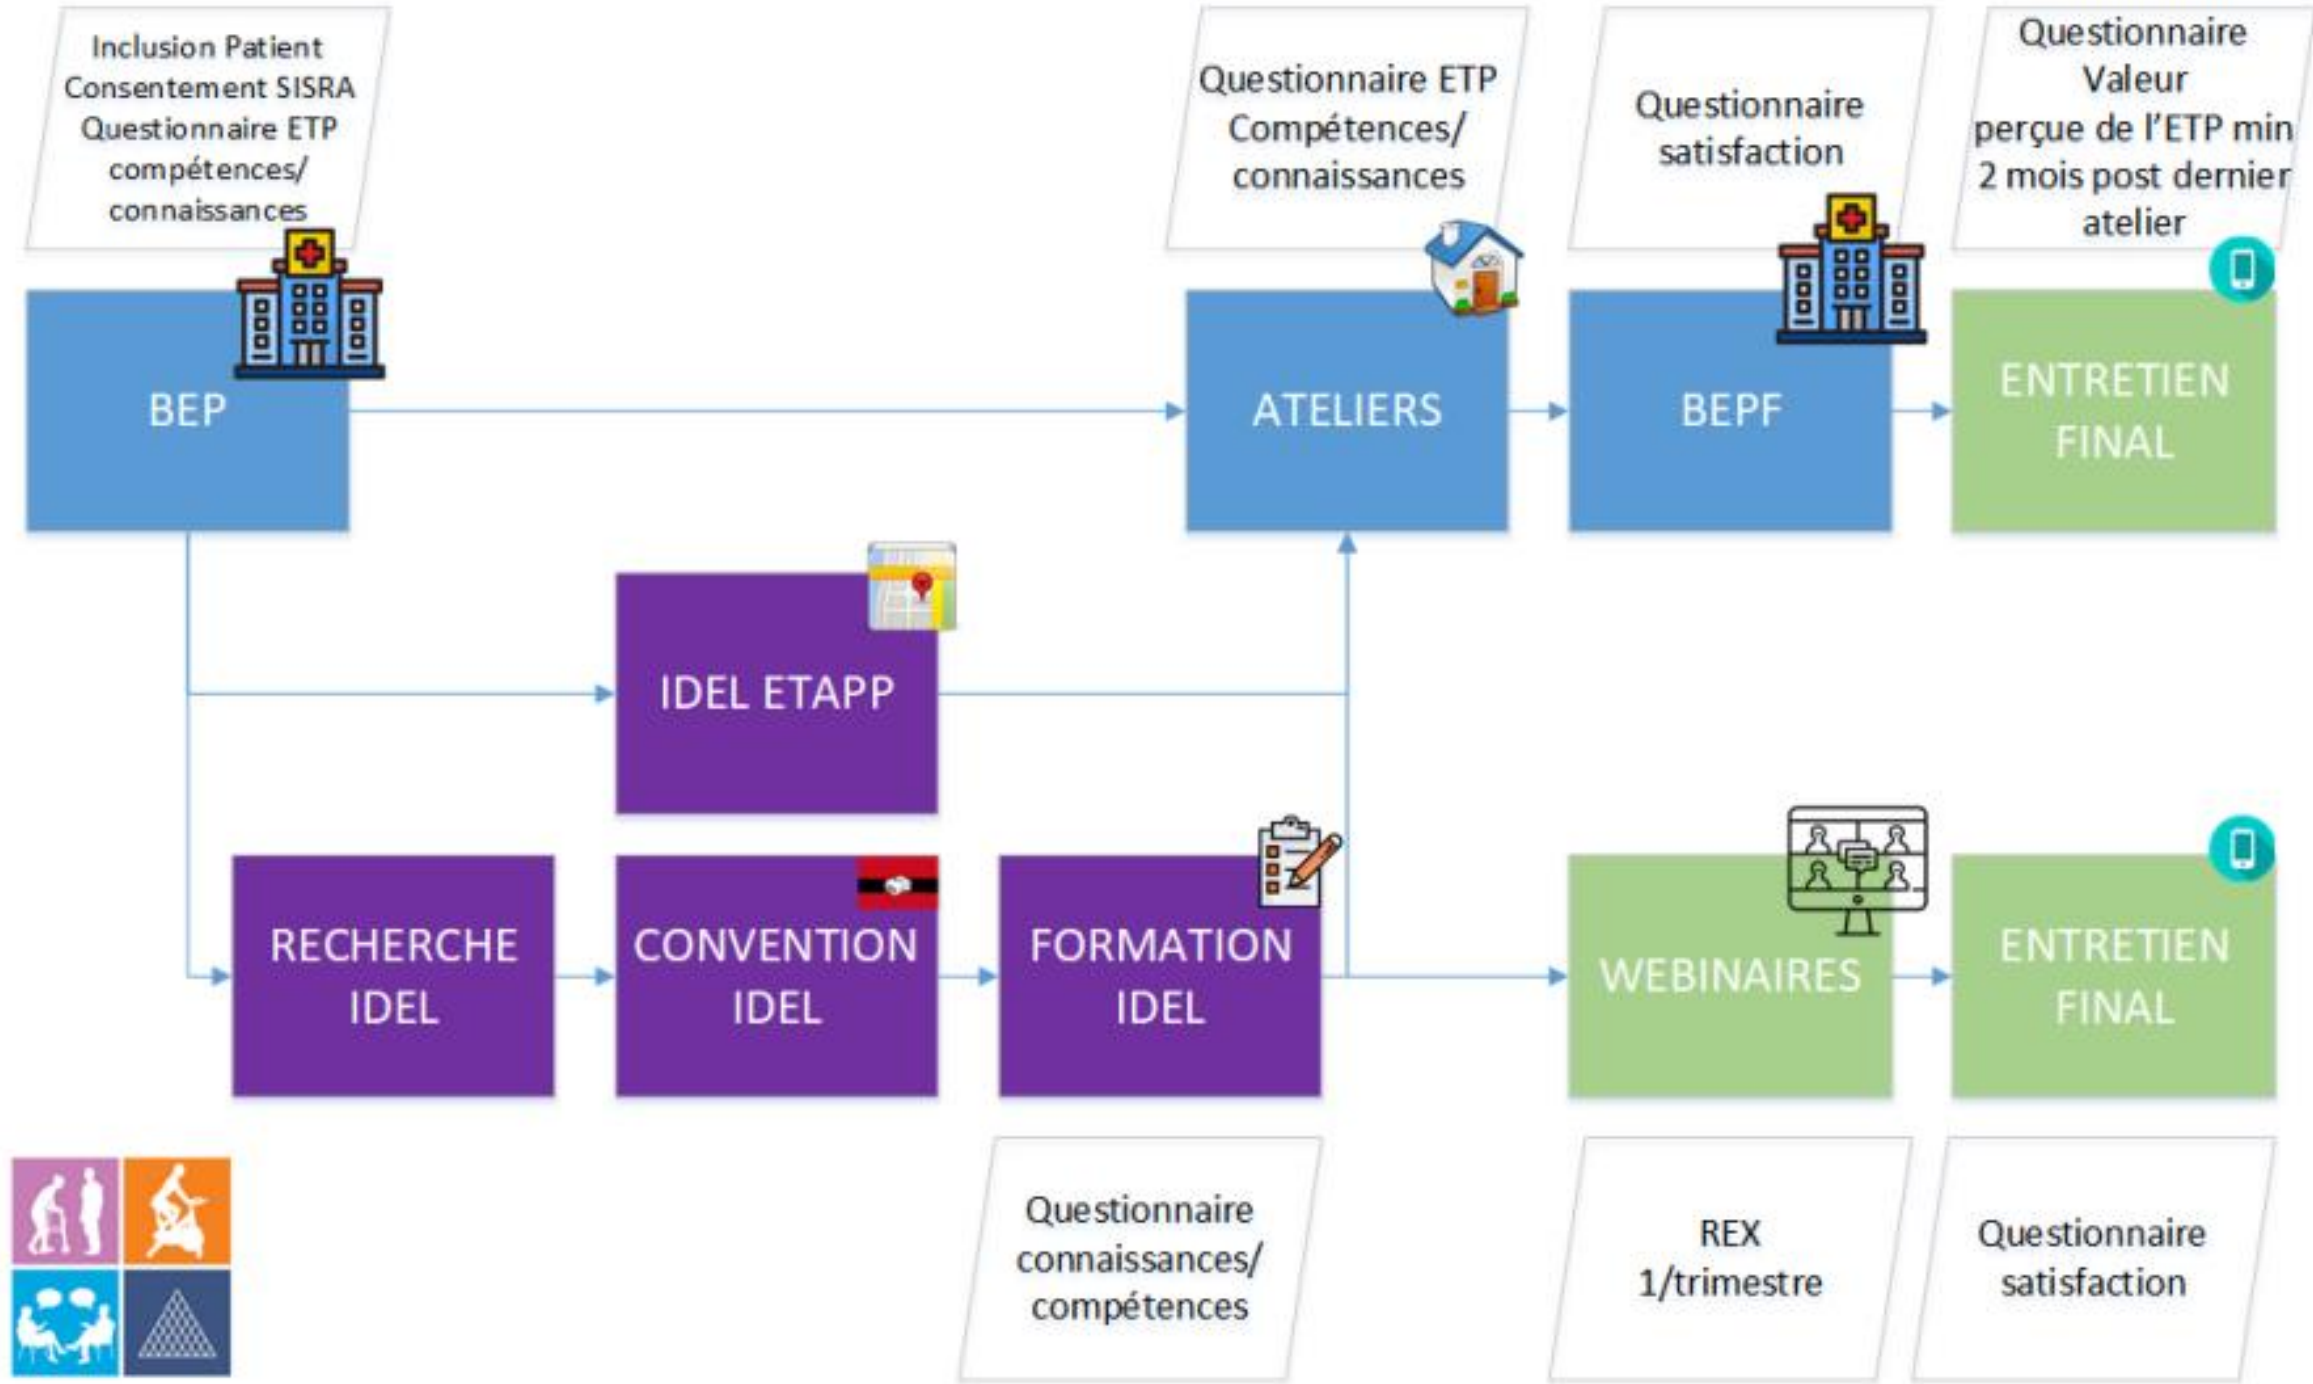 Inclusion Patient
Consentement SISRA
Questionnaire ETP
compétences/
connaissances
Questionnaire ETP
Compétences/
connaissances
Questionnaire
satisfaction
Questionnaire
Valeur
perçue de l’ETP min
2 mois post dernier
atelier
BEP
ATELIERS
BEPF
ENTRETIEN
FINAL
IDEL ETAPP
RECHERCHE
IDEL
CONVENTION
IDEL
FORMATION
IDEL
WEBINAIRES
ENTRETIEN
FINAL
Questionnaire
connaissances/
compétences
REX
1/trimestre
Questionnaire
satisfaction